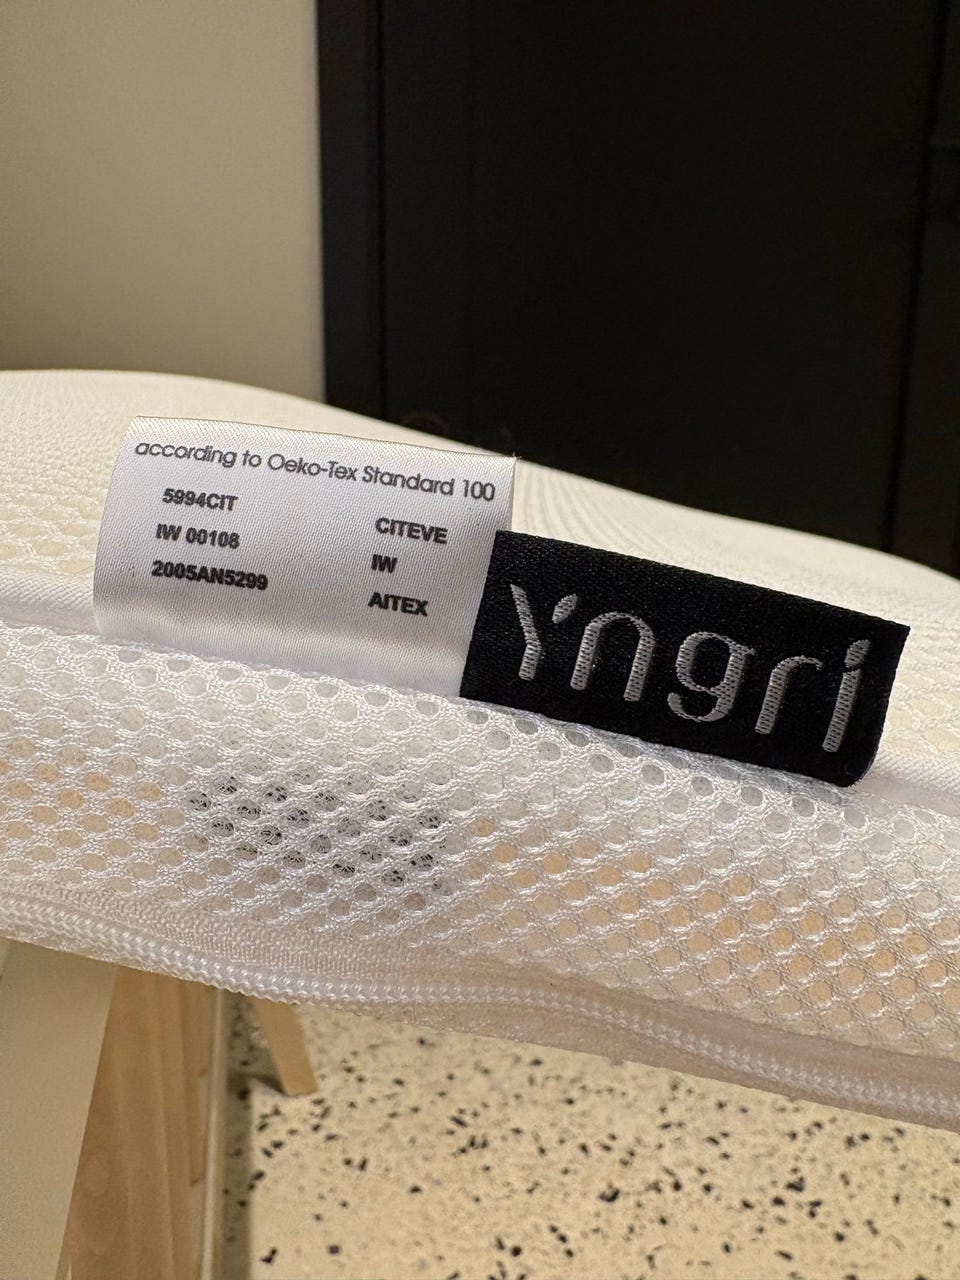 according to Oeko-Tex Standard 100
5994CIT CITEVE
IW 00108 IW
2005AN5299 AITEX
Yngri